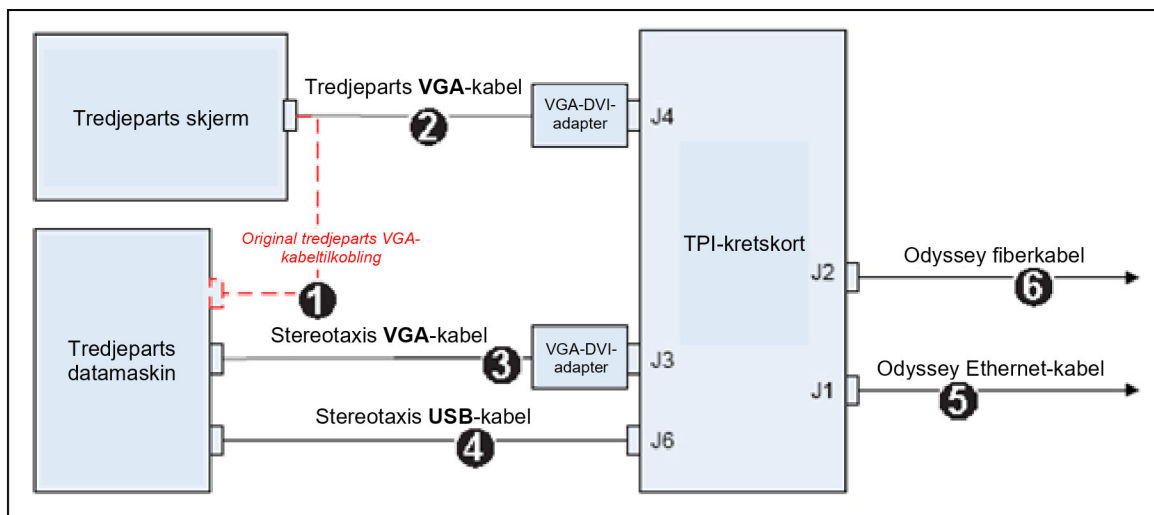 Tredjeparts skjerm
Tredjeparts VGA-kabel
2
VGA-DVI-
adapter
J4
Original tredjeparts VGA-
kabeltilkobling
1
TPI-kretskort
J2
Odyssey fiberkabel
6
Tredjeparts
datamaskin
Stereotaxis VGA-kabel
3
VGA-DVI-
adapter
J3
J1
Odyssey Ethernet-kabel
5
Stereotaxis USB-kabel
4
J6